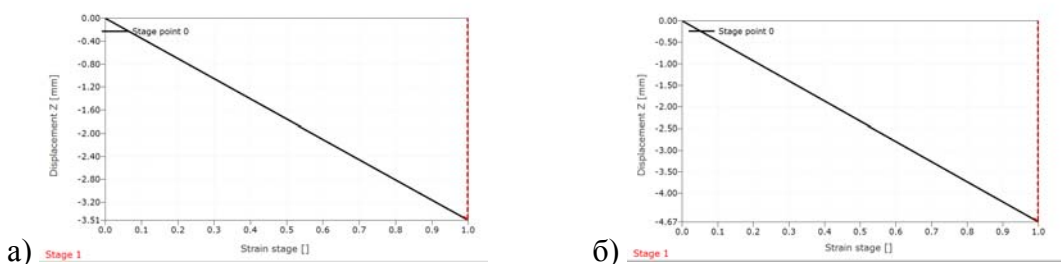 0.00
Stage point 0
-0.40
-0.80
-1.20
-1.60
-2.00
-2.40
-2.80
-3.20
-3.51
Displacement Z [mm]
0.0 0.1 0.2 0.3 0.4 0.5 0.6 0.7 0.8 0.9 1.0
Strain stage []
а) Stage 1
0.00
Stage point 0
-0.50
-1.00
-1.50
-2.00
-2.50
-3.00
-3.50
-4.00
-4.67
Displacement Z [mm]
0.0 0.1 0.2 0.3 0.4 0.5 0.6 0.7 0.8 0.9 1.0
Strain stage []
б) Stage 1